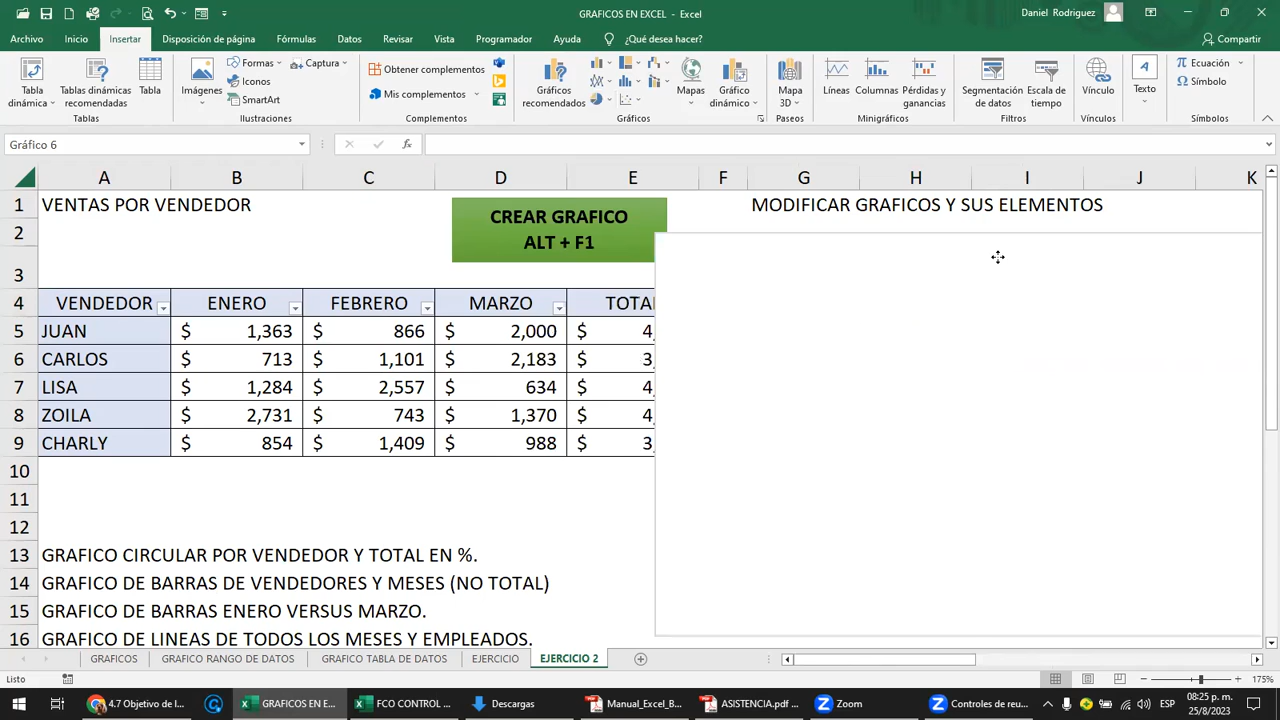 GRAFICOS EN EXCEL - Excel
Daniel Rodriguez
Archivo Inicio Insertar Disposición de página Fórmulas Datos Revisar Vista Programador Ayuda ¿Qué desea hacer? Compartir
Tabla dinámica
Tablas dinámicas recomendadas
Tabla
Tablas
Imágenes
Formas
Iconos
SmartArt
Captura
Ilustraciones
Obtener complementos
Mis complementos
Complementos
Gráficos recomendados
Mapas
Gráfico dinámico
Gráficos
Mapa 3D
Paseos
Líneas
Columnas
Pérdidas y ganancias
Minigráficos
Segmentación de datos
Escala de tiempo
Filtros
Vínculo
Vínculos
Texto
Ecuación
Símbolo
Símbolos
Gráfico 6
fx
A B C D E F G H I J K
1 VENTAS POR VENDEDOR MODIFICAR GRAFICOS Y SUS ELEMENTOS
CREAR GRAFICO
ALT + F1
2
3
4 VENDEDOR ENERO FEBRERO MARZO TOTAL
5 JUAN $ 1,363 $ 866 $ 2,000 $ 4,
6 CARLOS $ 713 $ 1,101 $ 2,183 $ 3,
7 LISA $ 1,284 $ 2,557 $ 634 $ 4,
8 ZOILA $ 2,731 $ 743 $ 1,370 $ 4,
9 CHARLY $ 854 $ 1,409 $ 988 $ 3,
10
11
12
13 GRAFICO CIRCULAR POR VENDEDOR Y TOTAL EN %.
14 GRAFICO DE BARRAS DE VENDEDORES Y MESES (NO TOTAL)
15 GRAFICO DE BARRAS ENERO VERSUS MARZO.
16 GRAFICO DE LINEAS DE TODOS LOS MESES Y EMPLEADOS.
GRAFICOS GRAFICO RANGO DE DATOS GRAFICO TABLA DE DATOS EJERCICIO EJERCICIO 2
Listo 175%
4.7 Objetivo de l... GRAFICOS EN E... FCO CONTROL ... Descargas Manual_Excel_B... ASISTENCIA.pdf ... Zoom Controles de reu... ESP
08:25 p. m.
25/8/2023